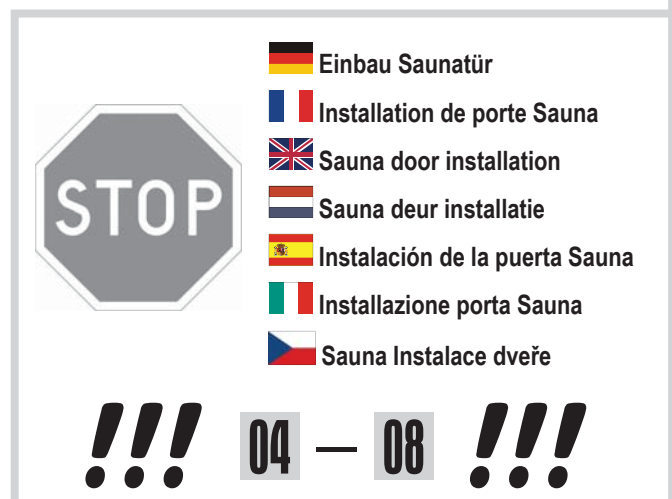 STOP
Einbau Saunatür
Installation de porte Sauna
Sauna door installation
Sauna deur installatie
Instalación de la puerta Sauna
Installazione porta Sauna
Sauna Instalace dveře
!!! 04 — 08 !!!